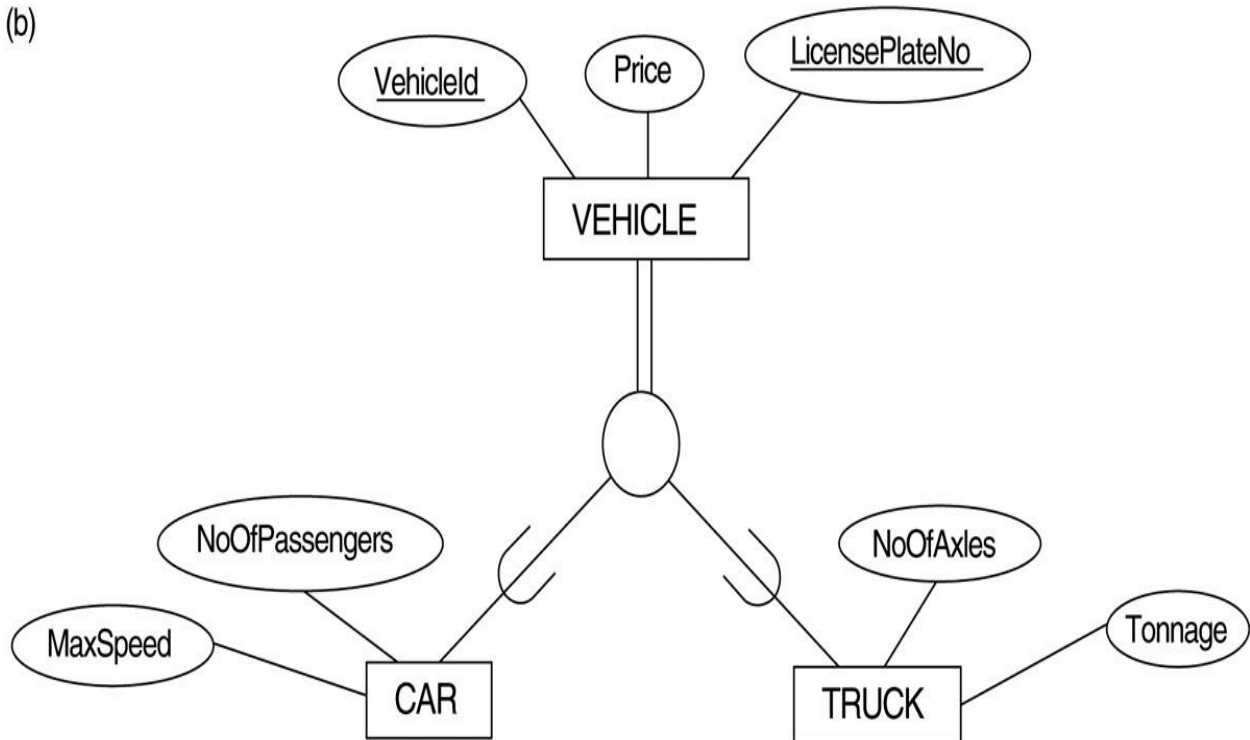 (b)
VehicleId
Price
LicensePlateNo
VEHICLE
NoOfPassengers
NoOfAxles
MaxSpeed
Tonnage
CAR
TRUCK